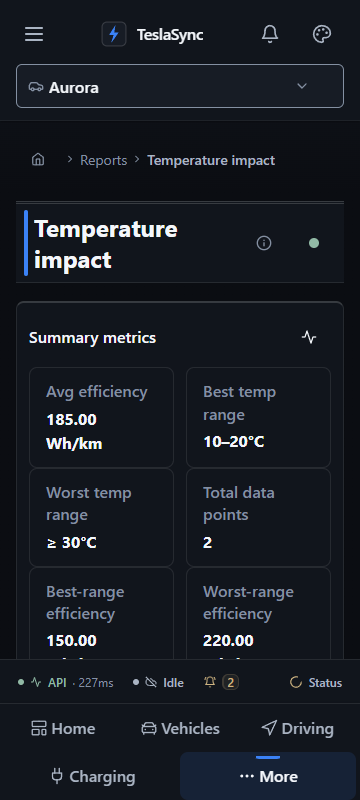 TeslaSync
Aurora
Reports Temperature impact
Temperature
impact
Summary metrics
Avg efficiency
185.00
Wh/km
Best temp
range
10–20°C
Worst temp
range
≥ 30°C
Total data
points
2
Best-range
efficiency
150.00
Worst-range
efficiency
220.00
API · 227ms Idle 2 Status
Home Vehicles Driving
Charging More